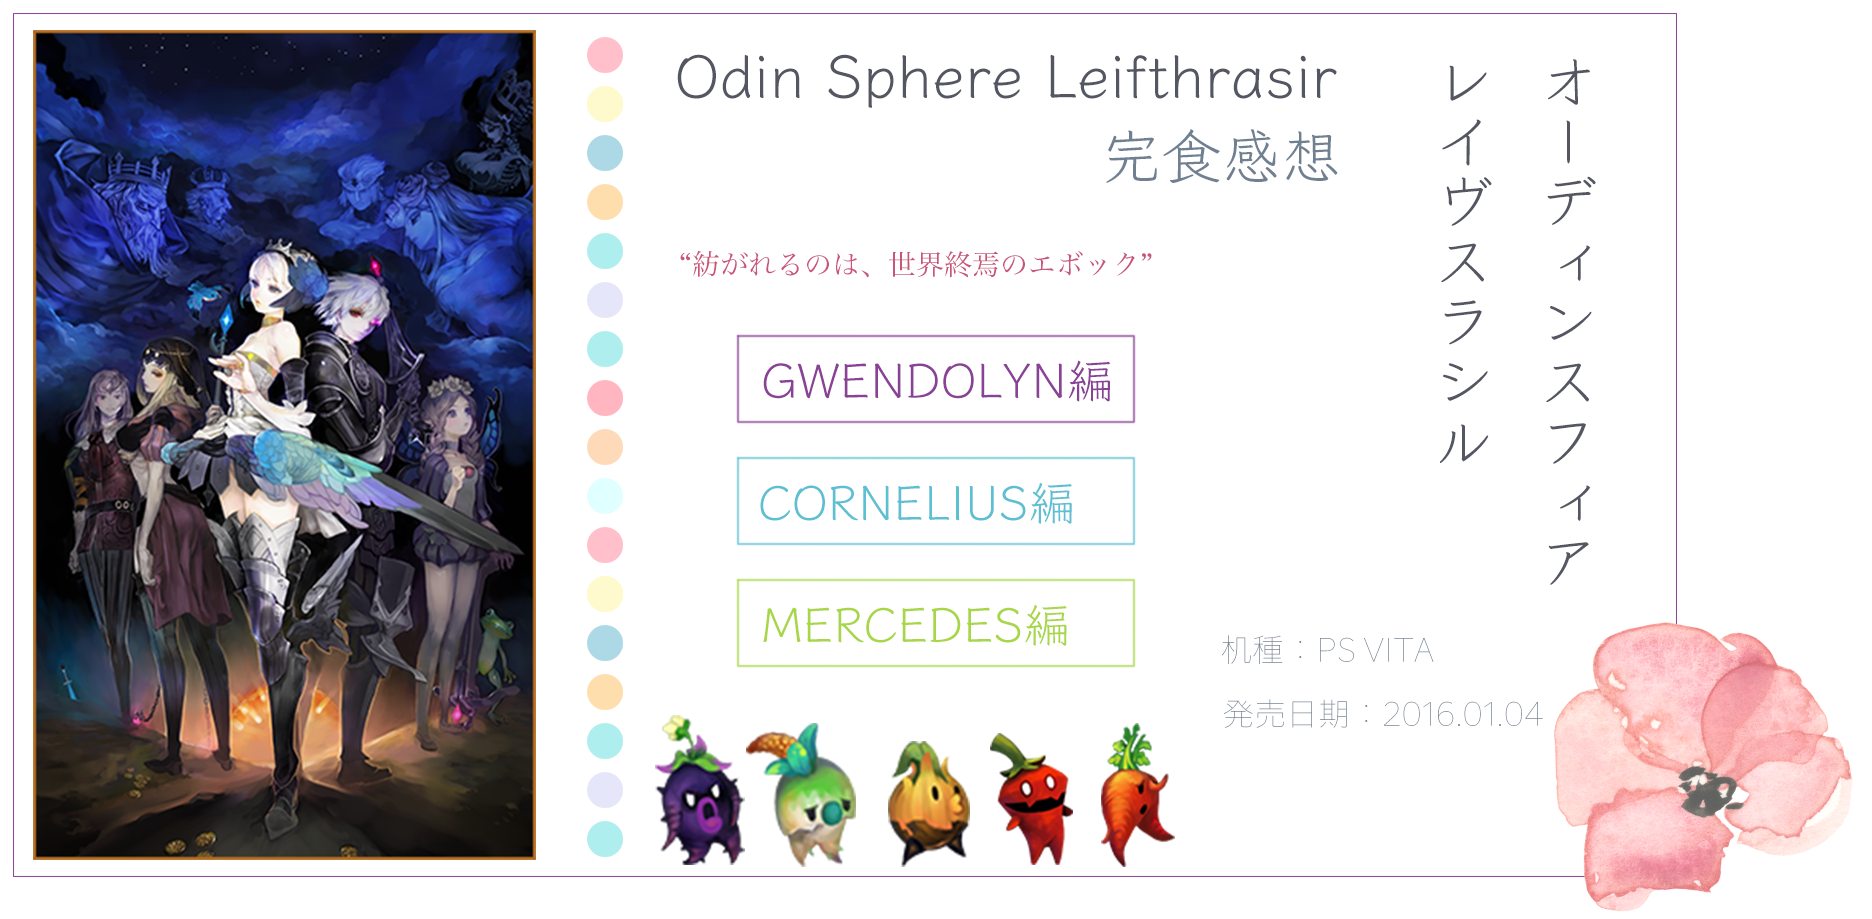 Odin Sphere Leifthrasir
完食感想
オーディンスフィア
レイヴスラシル
“紡がれるのは、世界終焉のエボック”
GWENDOLYN編
CORNELIUS編
MERCEDES編
机種：PS VITA
発売日期：2016.01.04